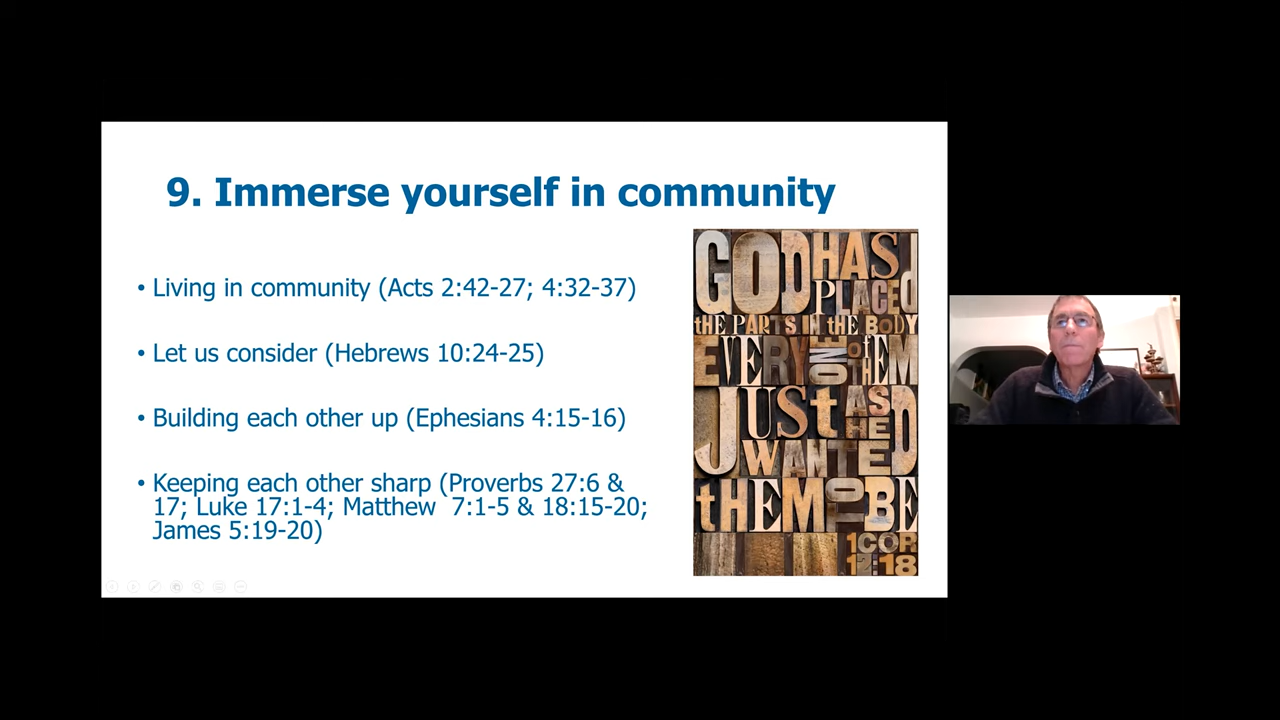 9. Immerse yourself in community
• Living in community (Acts 2:42-27; 4:32-37)
• Let us consider (Hebrews 10:24-25)
• Building each other up (Ephesians 4:15-16)
• Keeping each other sharp (Proverbs 27:6 &
17; Luke 17:1-4; Matthew 7:1-5 & 18:15-20;
James 5:19-20)
GOD HAS
PLACEd
tHE PARTS IN tHE BODY
EVERY ONE Of tHEM
JUSt AS HE
WANTED
tHEM TO BE
1COR
12:18